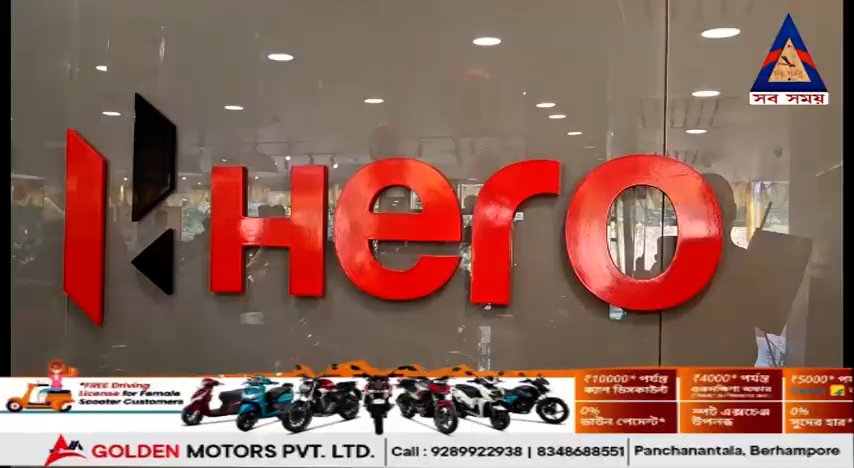 সব সময়
Hero
*FREE Driving
License for Female
Scooter Customers
₹10000* পর্যন্ত
ক্যাশ ডিসকাউন্ট
0%
ডাউন পেমেন্ট*
₹4000* পর্যন্ত
স্পট এক্সচেঞ্জ
উপলব্ধ
₹5000* পর্যন্ত
0%
সুদের হার*
GOLDEN MOTORS PVT. LTD.
Call : 9289922938 | 8348688551
Panchanantala, Berhampore